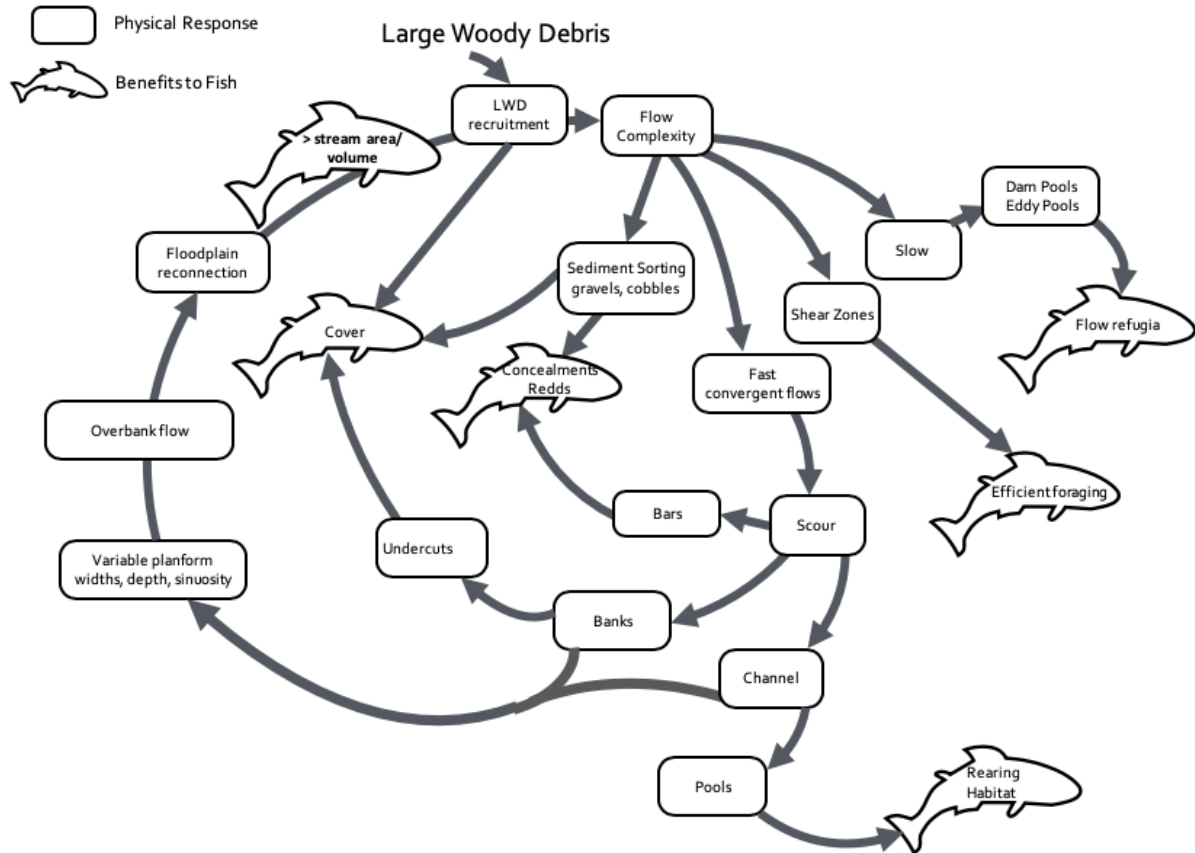 Physical Response
Benefits to Fish
Large Woody Debris
LWD
recruitment
Flow
Complexity
> stream area/
volume
Dam Pools
Eddy Pools
Slow
Floodplain
reconnection
Sediment Sorting
gravels, cobbles
Shear Zones
Flow refugia
Cover
Concealments
Redds
Fast
convergent flows
Overbank flow
Efficient foraging
Bars
Scour
Undercuts
Variable planform
widths, depth, sinuosity
Banks
Channel
Pools
Rearing
Habitat